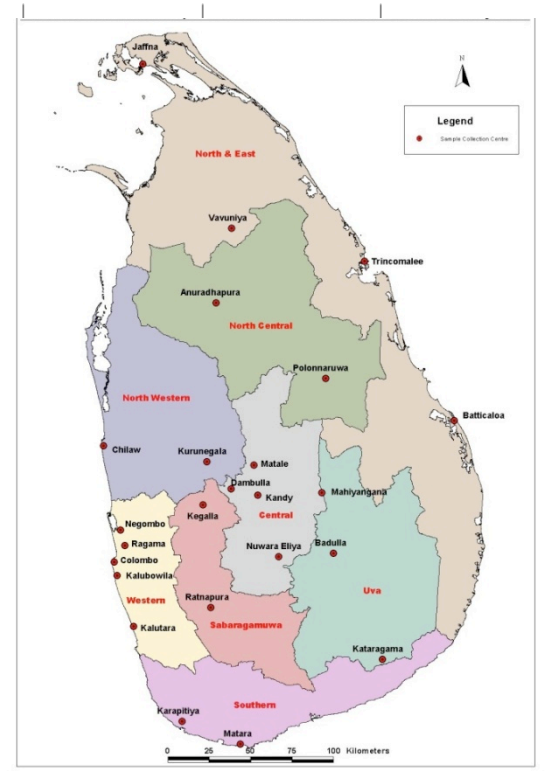 Jaffna
N
Legend
Sample Collection Centre
North & East
Vavuniya
Trincomalee
Anuradhapura
North Central
Polonnaruwa
North Western
Batticaloa
Chilaw
Kurunegala
Matale
Dambulla
Kandy
Mahiyangana
Kegalla
Central
Negombo
Ragama
Nuwara Eliya
Badulla
Colombo
Kalubowila
Uva
Western
Ratnapura
Sabaragamuwa
Kalutara
Kataragama
Southern
Karapitiya
Matara
0 25 50 75 100 Kilometers